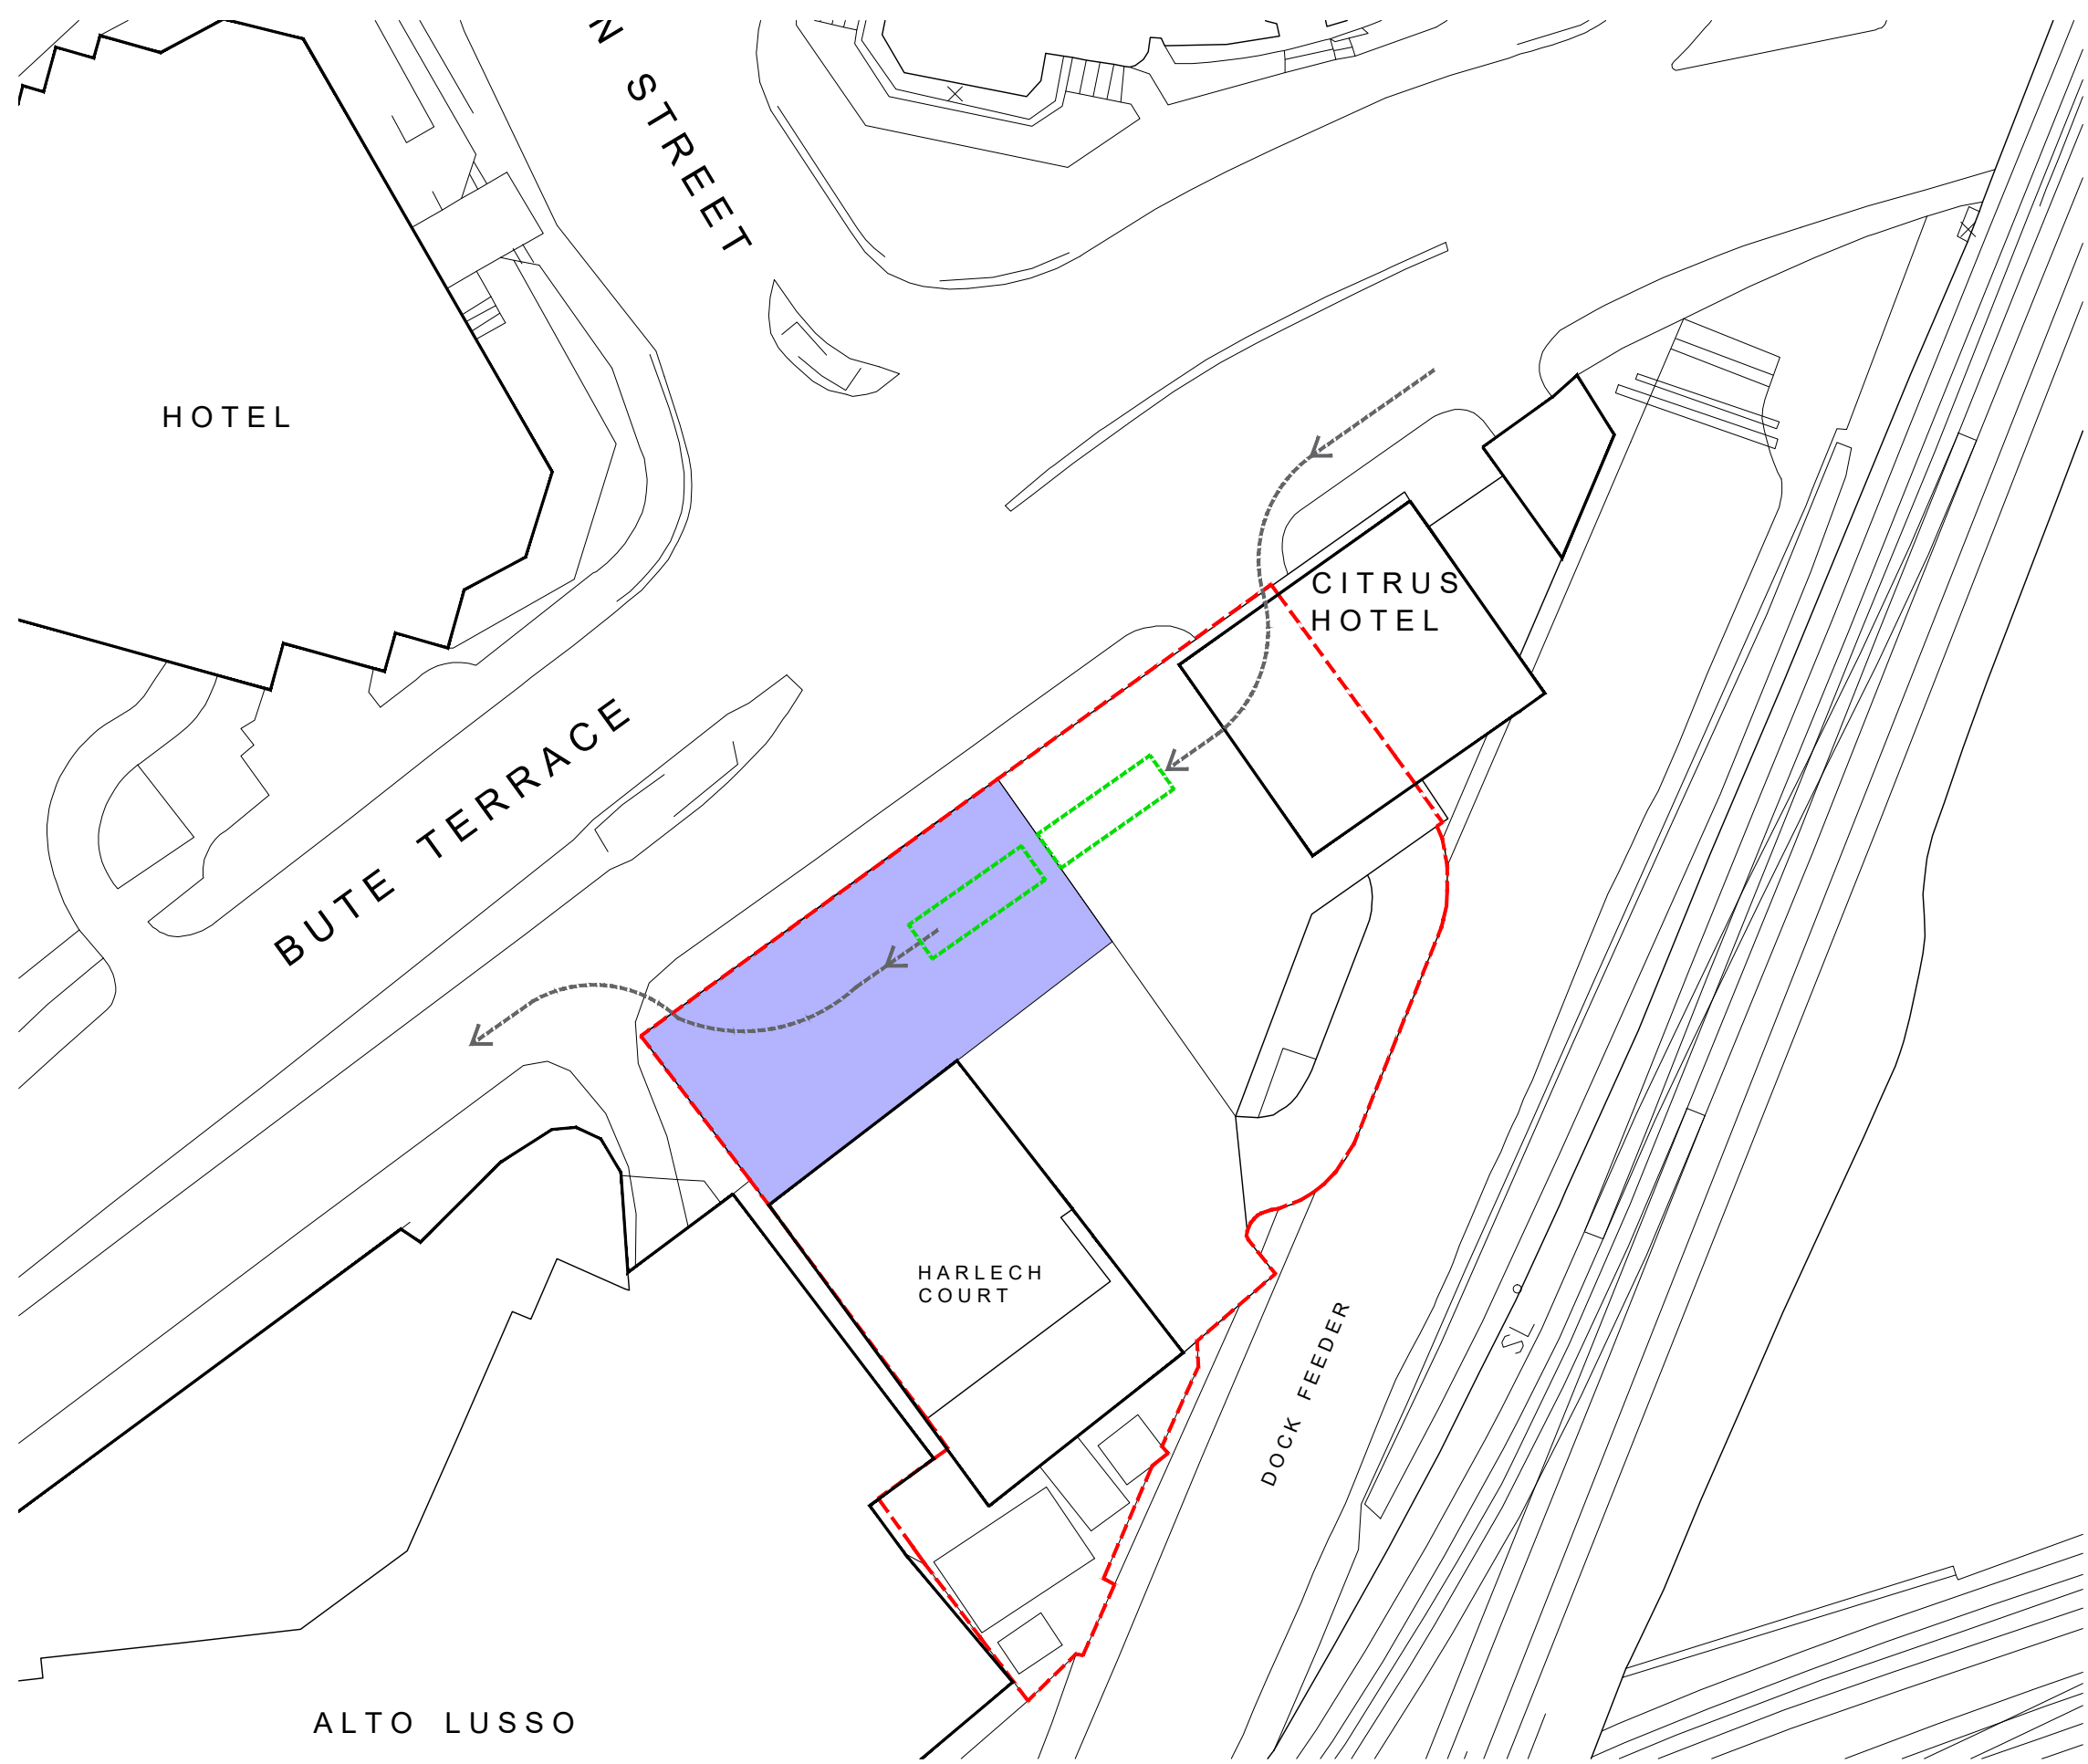 N STREET
HOTEL
CITRUS
HOTEL
BUTE TERRACE
HARLECH
COURT
DOCK FEEDER
SL
ALTO LUSSO